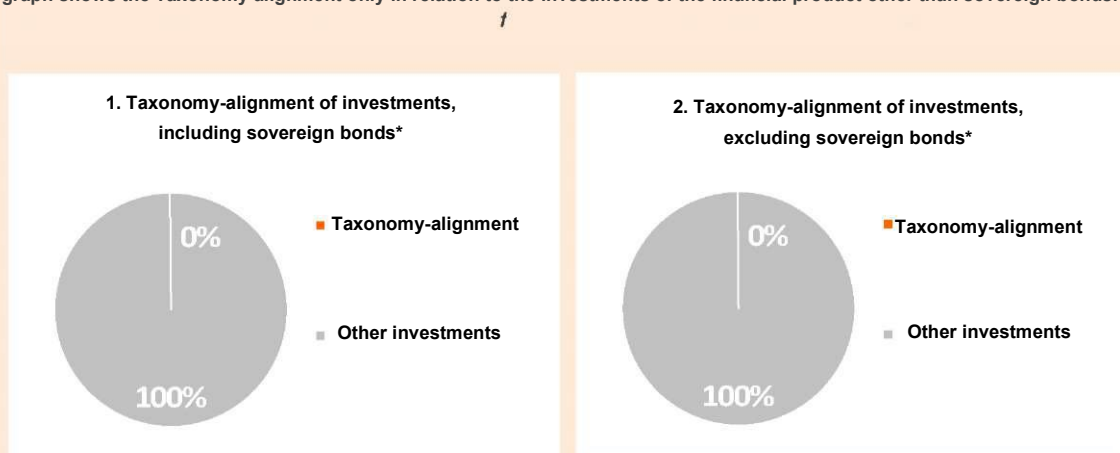 graph shows the Taxonomy alignment only in relation to the investments of the financial product other than sovereign bonds.
1. Taxonomy-alignment of investments,
including sovereign bonds*
0%
100%
Taxonomy-alignment
Other investments
2. Taxonomy-alignment of investments,
excluding sovereign bonds*
0%
100%
Taxonomy-alignment
Other investments